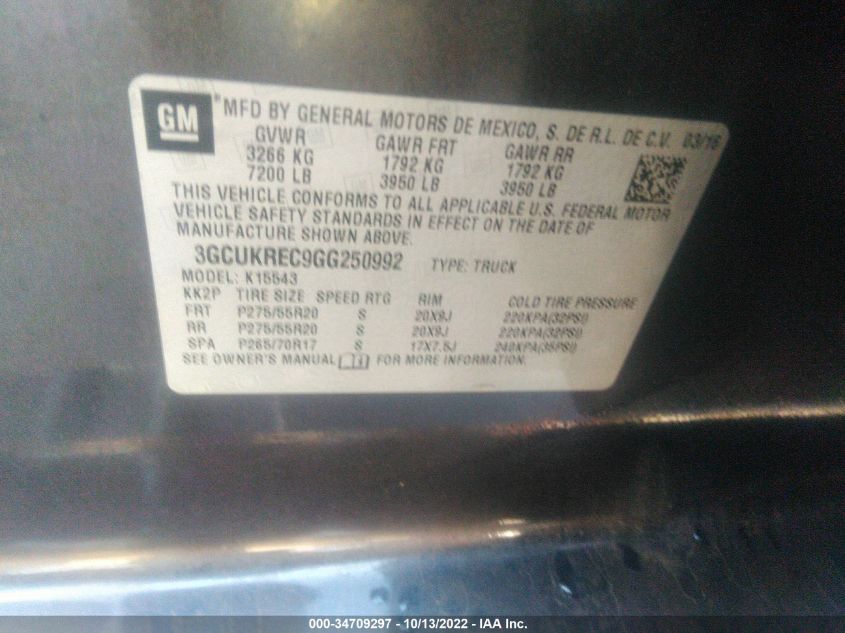 GM *MFD BY GENERAL MOTORS DE MEXICO, S. DE R.L. DE C.V. 03/16
GVWR GAWR FRT GAWR RR
3266 KG 1792 KG 1792 KG
7200 LB 3950 LB 3950 LB
THIS VEHICLE CONFORMS TO ALL APPLICABLE U.S. FEDERAL MOTOR
VEHICLE SAFETY STANDARDS IN EFFECT ON THE DATE OF
MANUFACTURE SHOWN ABOVE.
3GCUKREC9GG250992 TYPE: TRUCK
MODEL: K15543
KK2P TIRE SIZE SPEED RTG RIM COLD TIRE PRESSURE
FRT P275/55R20 S 20X9J 220KPA(32PSI)
RR P275/55R20 S 20X9J 220KPA(32PSI)
SPA P265/70R17 S 17X7.5J 240KPA(35PSI)
SEE OWNER'S MANUAL FOR MORE INFORMATION.
000-34709297 - 10/13/2022 - IAA Inc.